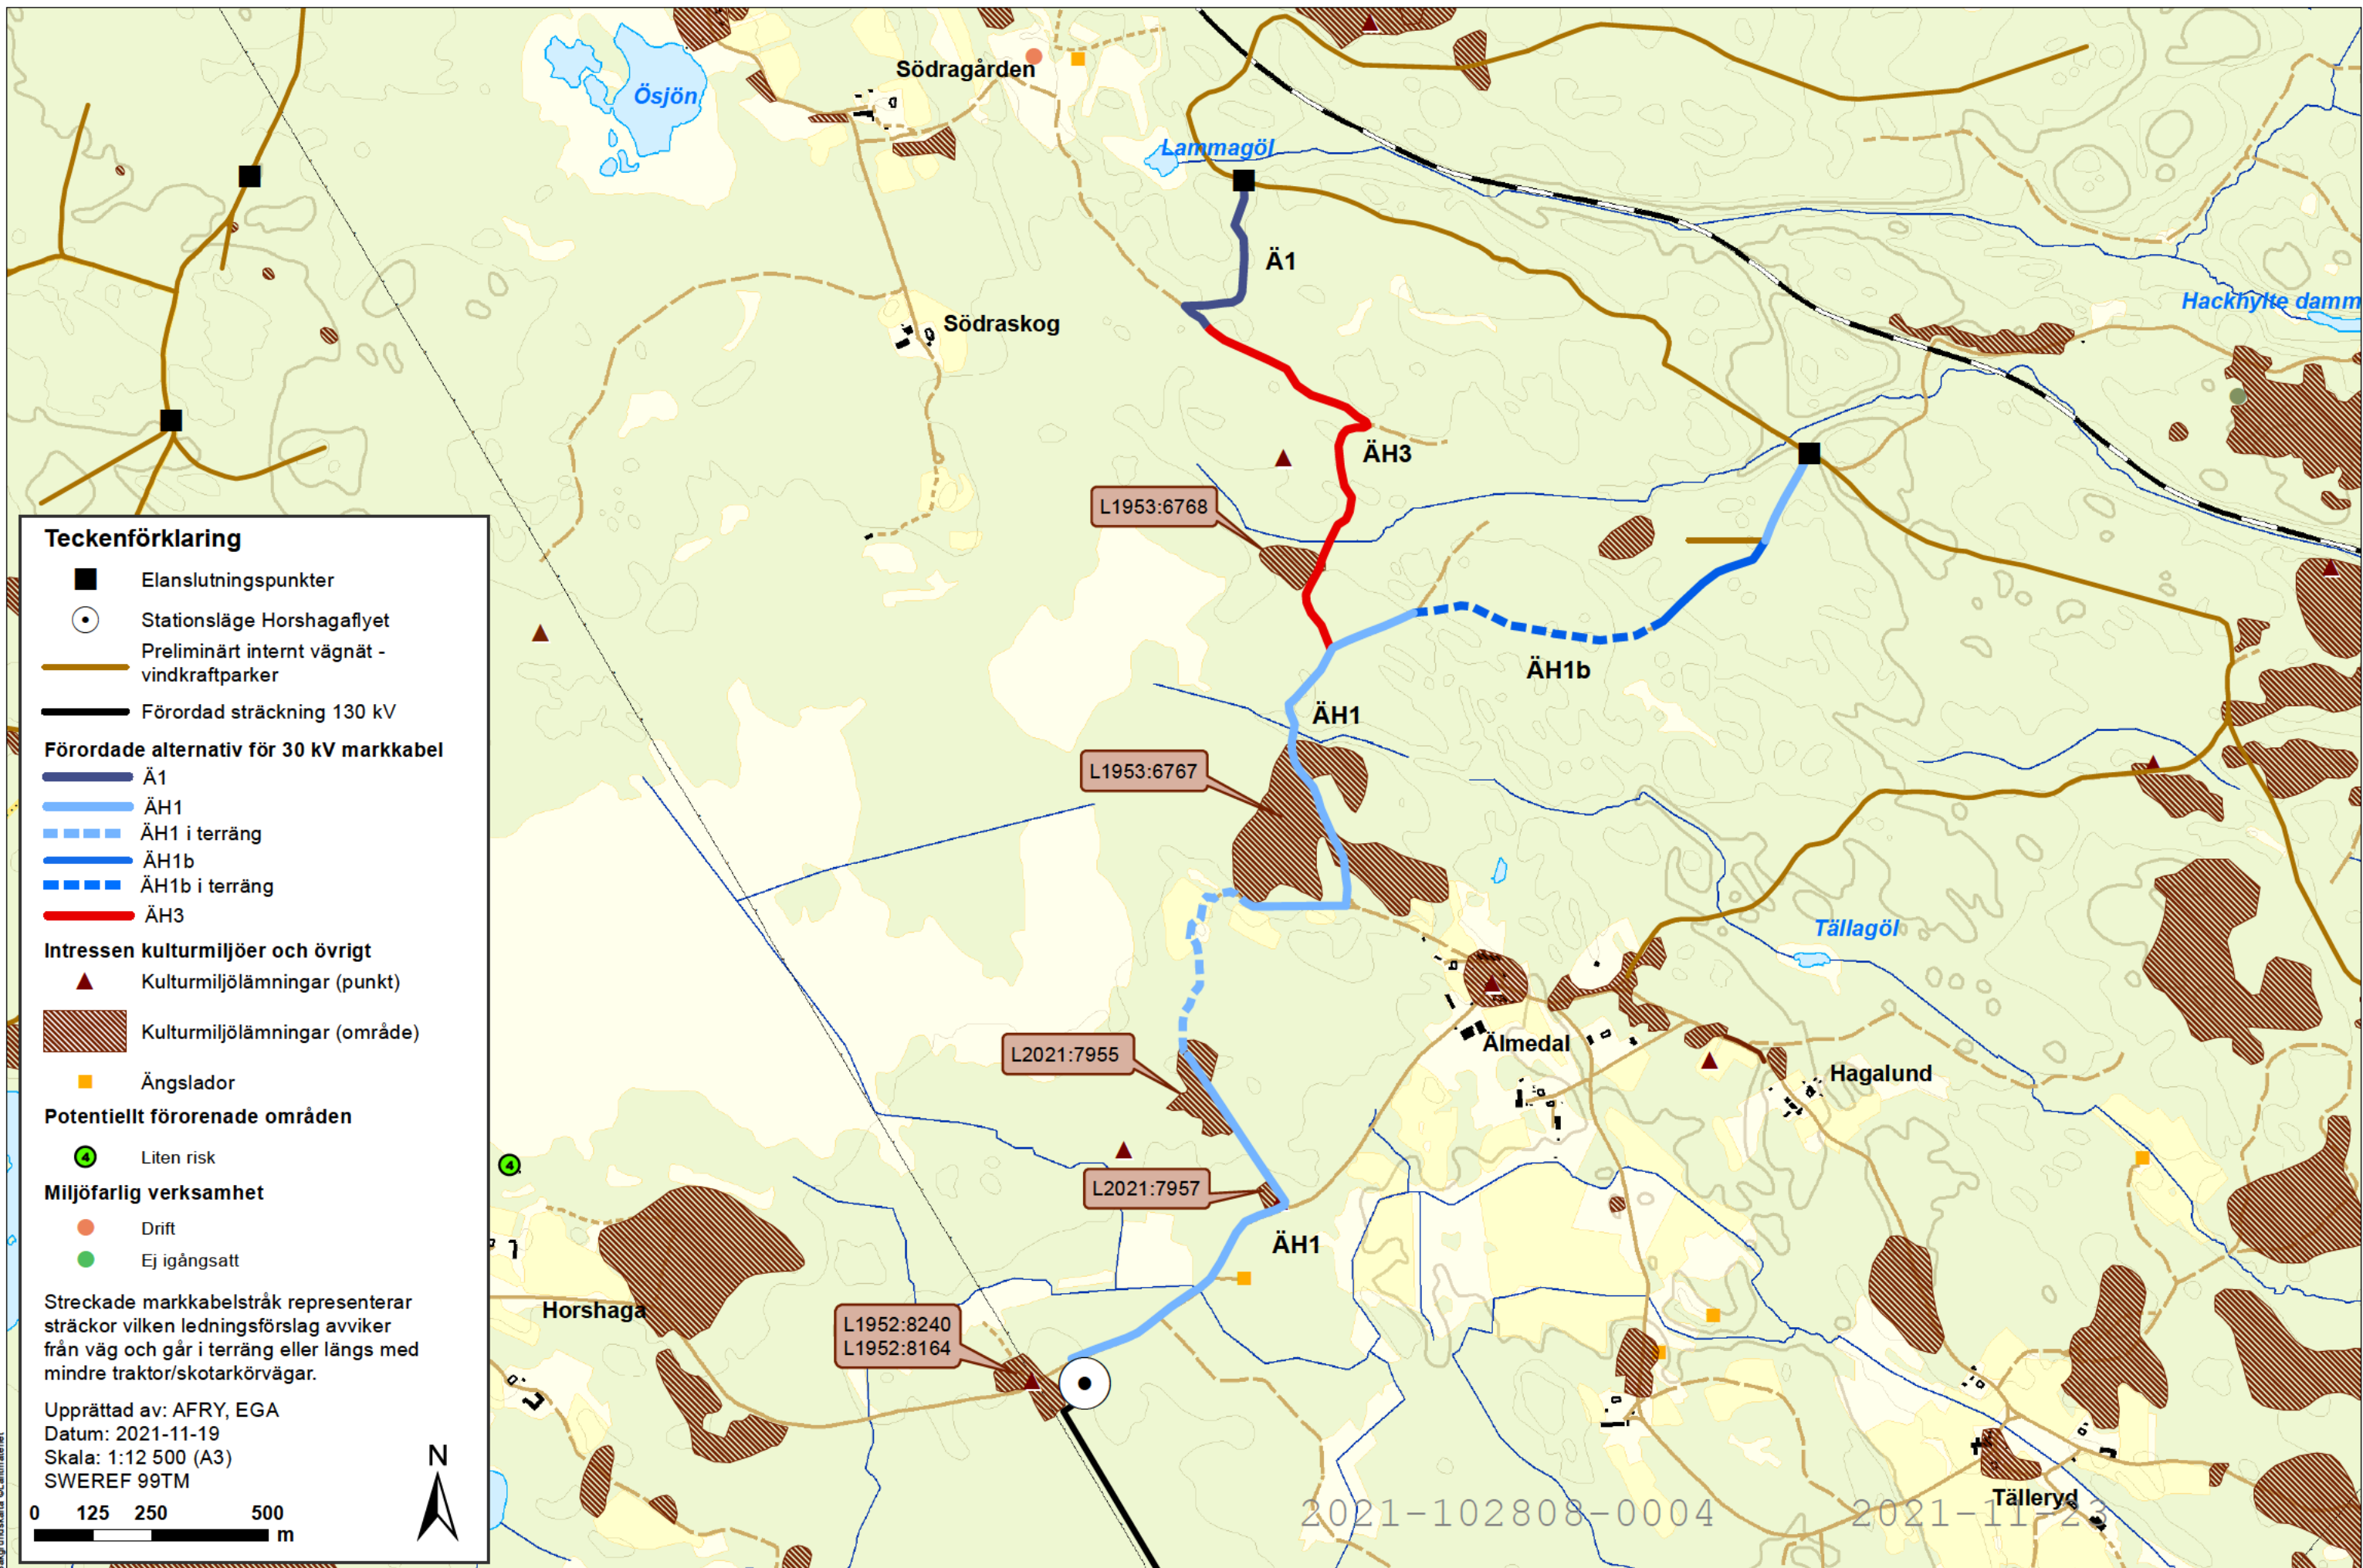 Södragården
Ösjön
Lammagöl
Ä1
Hackhylte damm
Södraskog
ÄH3
L1953:6768
ÄH1b
ÄH1
L1953:6767
Tällagöl
L2021:7955
Älmedal
Hagalund
4
L2021:7957
ÄH1
Horshaga
L1952:8240
L1952:8164
Tälleryd
2021-102808-0004 2021-11-23
Teckenförklaring
Elanslutningspunkter
Stationsläge Horshagaflyet
Preliminärt internt vägnät -
vindkraftparker
Förordad sträckning 130 kV
Förordade alternativ för 30 kV markkabel
Ä1
ÄH1
ÄH1 i terräng
ÄH1b
ÄH1b i terräng
ÄH3
Intressen kulturmiljöer och övrigt
Kulturmiljölämningar (punkt)
Kulturmiljölämningar (område)
Ängslador
Potentiellt förorenade områden
4 Liten risk
Miljöfarlig verksamhet
Drift
Ej igångsatt
Streckade markkabelstråk representerar
sträckor vilken ledningsförslag avviker
från väg och går i terräng eller längs med
mindre traktor/skotarkörvägar.
Upprättad av: AFRY, EGA
Datum: 2021-11-19
Skala: 1:12 500 (A3)
SWEREF 99TM
N
0 125 250 500
m